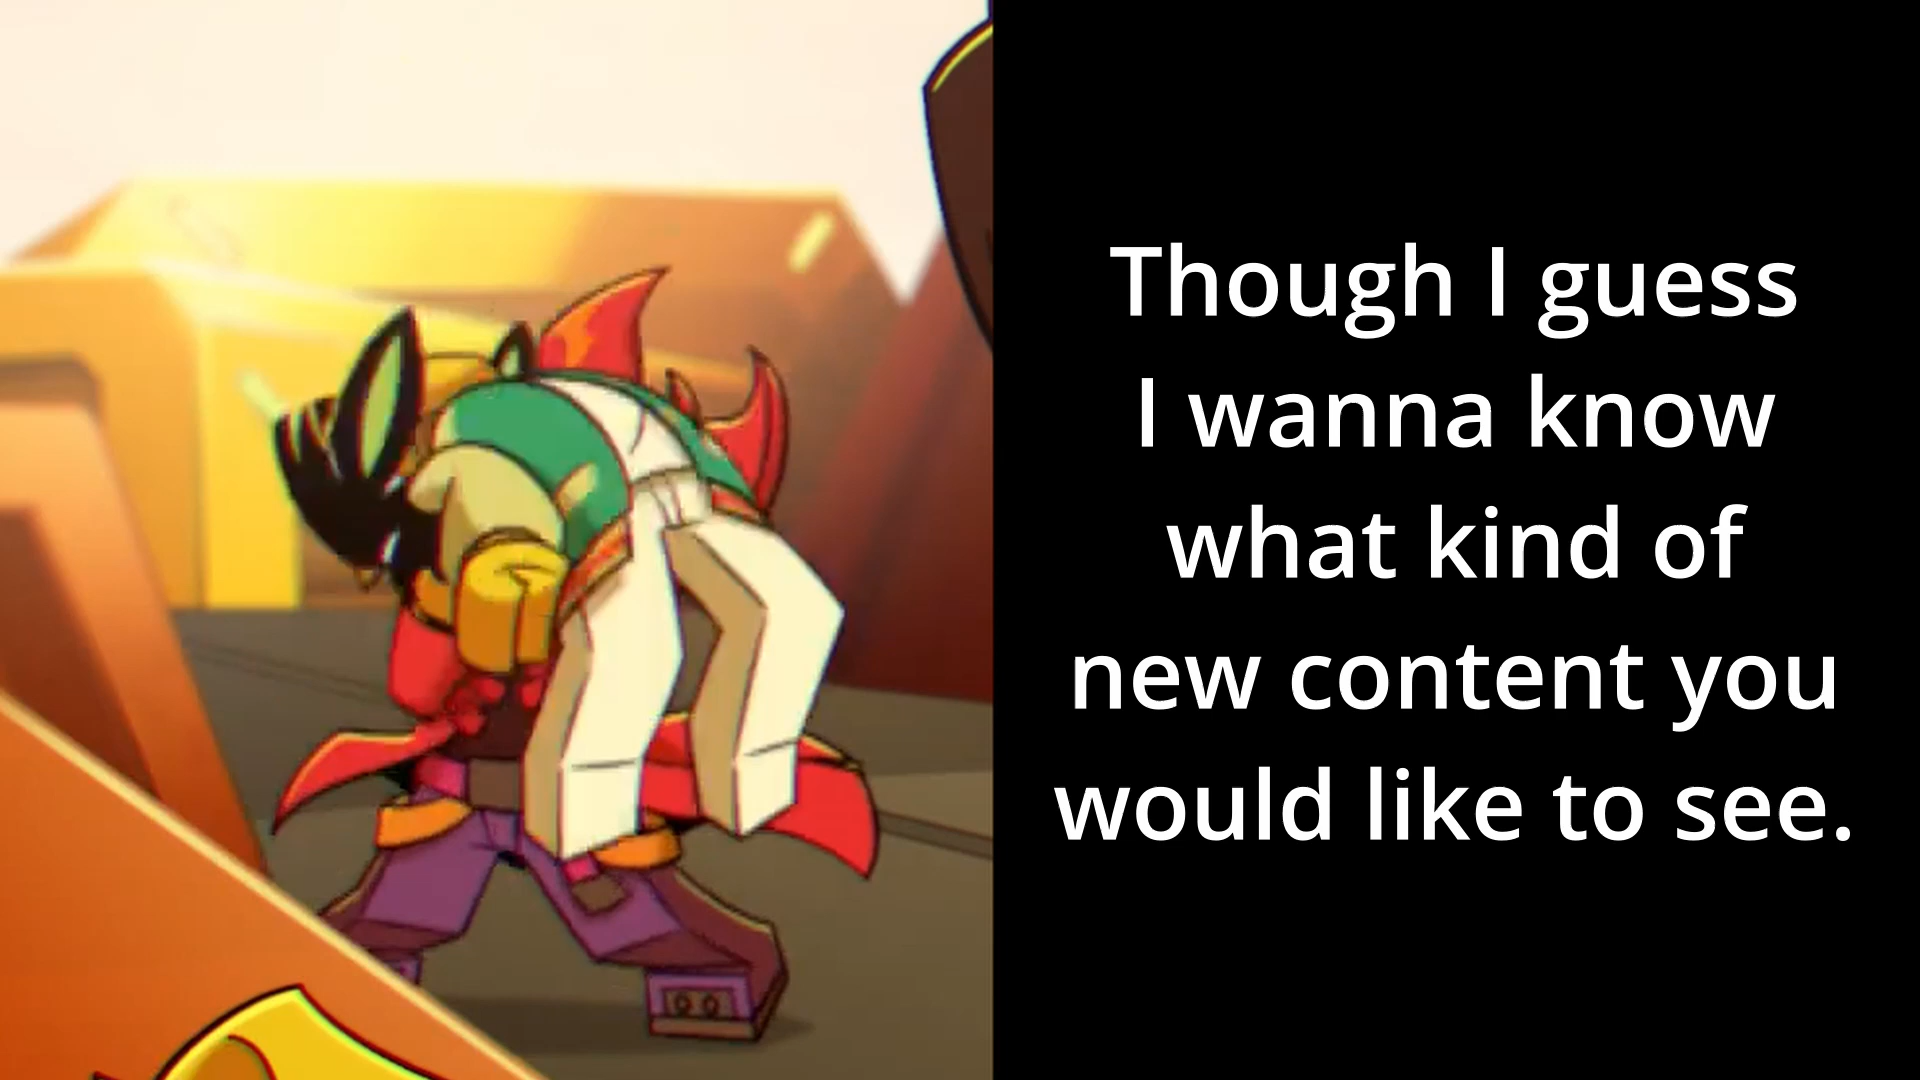 Though I guess
I wanna know
what kind of
new content you
would like to see.